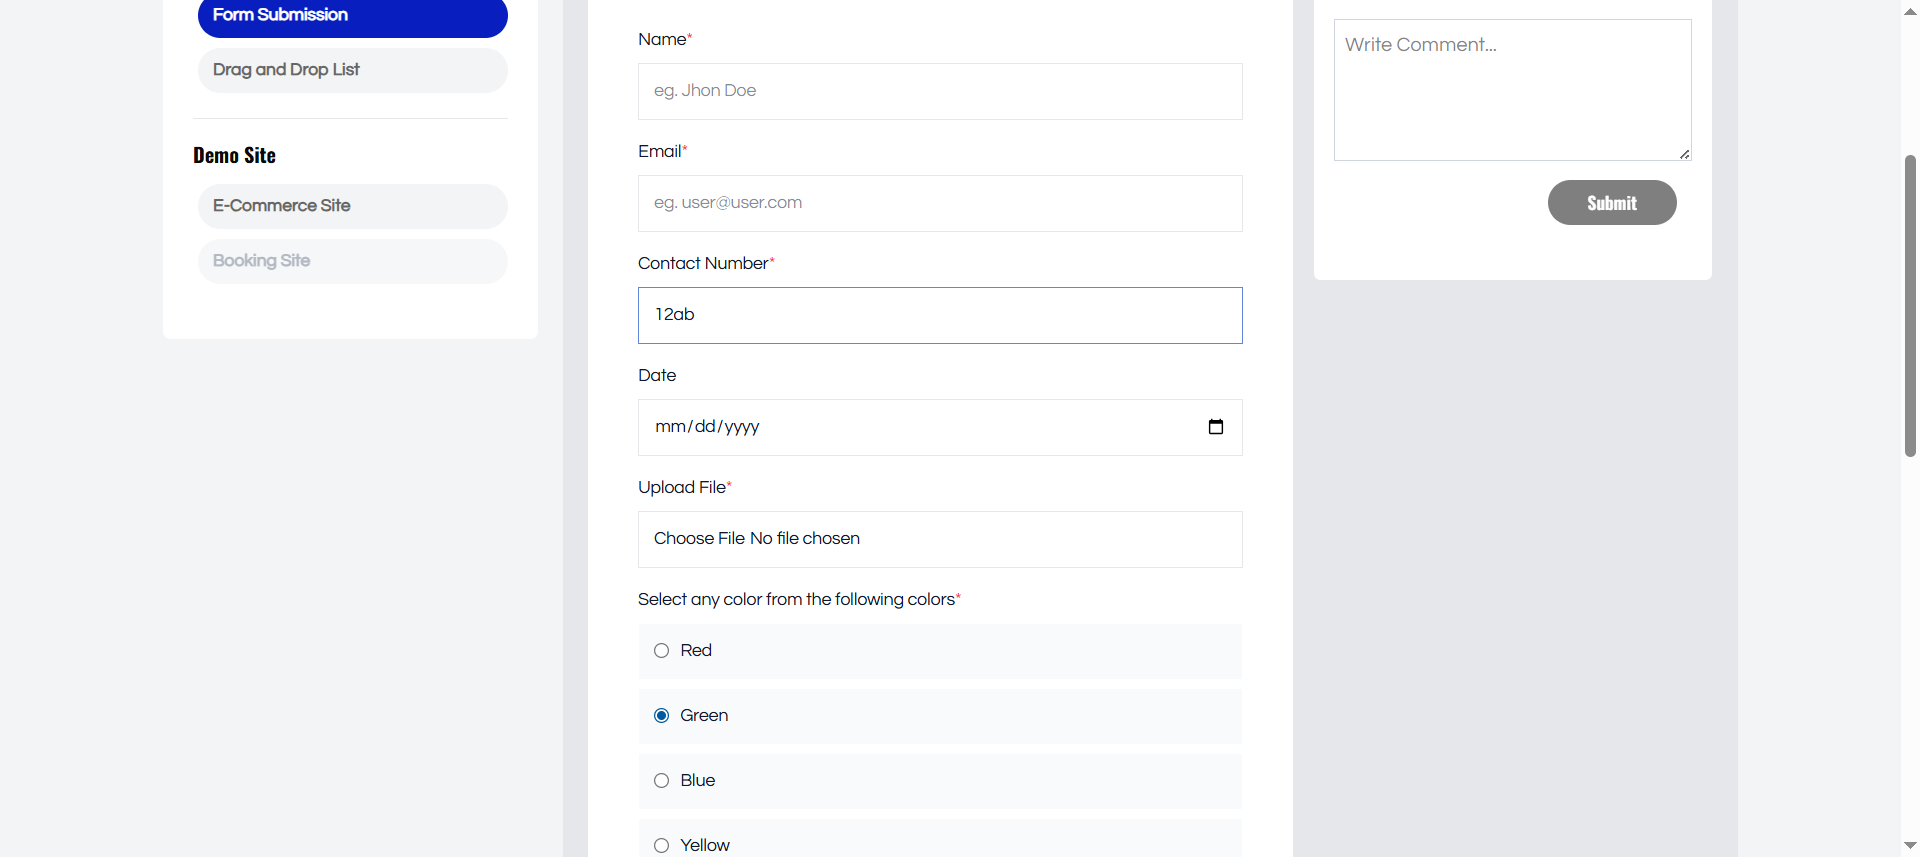 Form Submission
Drag and Drop List
Demo Site
E-Commerce Site
Booking Site
Name*
eg. Jhon Doe
Email*
eg. user@user.com
Contact Number*
12ab
Date
mm/dd/yyyy
Upload File*
Choose File No file chosen
Select any color from the following colors*
Red
Green
Blue
Yellow
Write Comment...
Submit